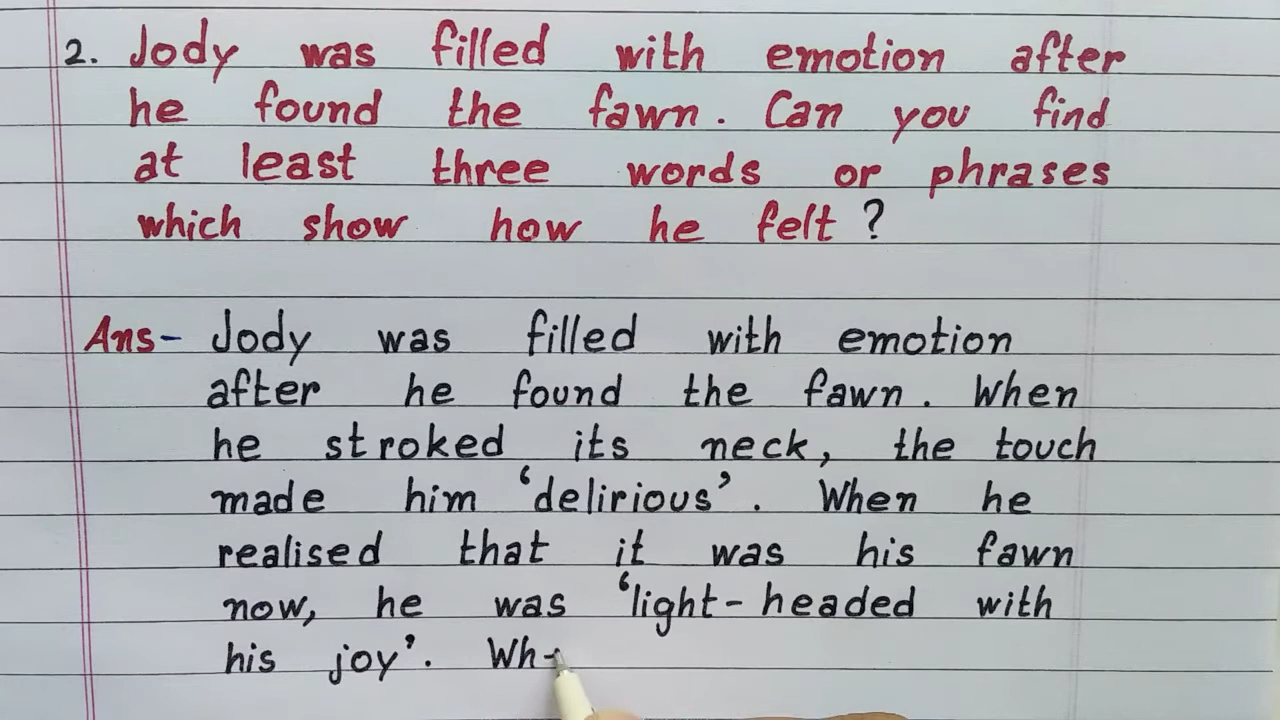 2. Jody was filled with emotion after
he found the fawn. Can you find
at least three words or phrases
which show how he felt?
Ans- Jody was filled with emotion
after he found the fawn. When
he stroked its neck, the touch
made him ‘delirious’. When he
realised that it was his fawn
now, he was ‘light-headed with
his joy’. Wh